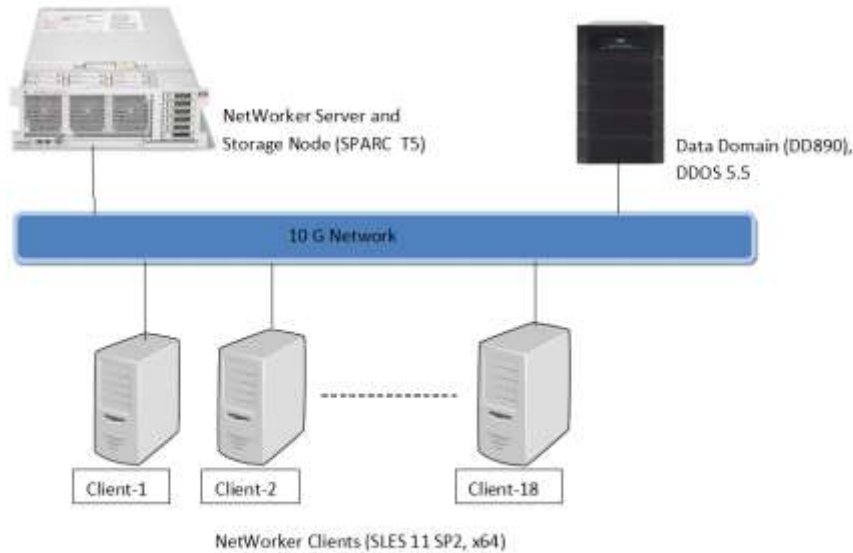 NetWorker Server and
Storage Node (SPARC T5)
Data Domain (DD890),
DDOS 5.5
10 G Network
Client-1
Client-2
Client-18
NetWorker Clients (SLES 11 SP2, x64)